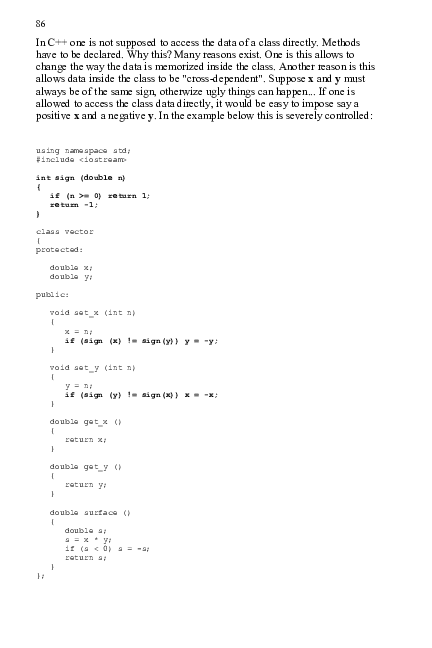 86
In C++ one is not supposed to access the data of a class directly. Methods
have to be declared. Why this? Many reasons exist. One is this allows to
change the way the data is memorized inside the class. Another reason is this
allows data inside the class to be "cross-dependent". Suppose x and y must
always be of the same sign, otherwize ugly things can happen... If one is
allowed to access the class data directly, it would be easy to impose say a
positive x and a negative y. In the example below this is severely controlled:
using namespace std;
#include <iostream>
int sign (double n)
{
if (n >= 0) return 1;
return -1;
}
class vector
{
protected:
double x;
double y;
public:
void set_x (int n)
{
x = n;
if (sign (x) != sign(y)) y = -y;
}
void set_y (int n)
{
y = n;
if (sign (y) != sign(x)) x = -x;
}
double get_x ()
{
return x;
}
double get_y ()
{
return y;
}
double surface ()
{
double s;
s = x * y;
if (s < 0) s = -s;
return s;
}
};